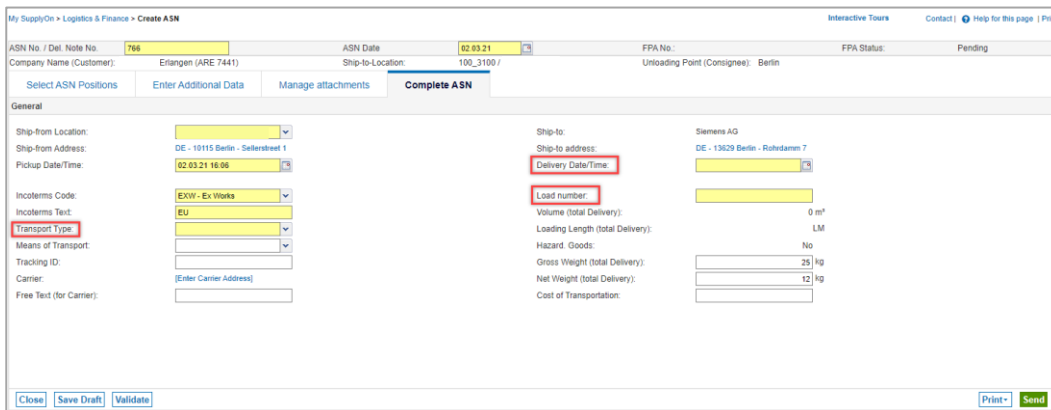 My SupplyOn > Logistics & Finance > Create ASN Interactive Tours Contact | Help for this page | Pri
ASN No. / Del. Note No. 766 ASN Date 02.03.21 FPA No.: FPA Status: Pending
Company Name (Customer): Erlangen (ARE 7441) Ship-to-Location: 100_3100 / Unloading Point (Consignee): Berlin
Select ASN Positions Enter Additional Data Manage attachments Complete ASN
General
Ship-from Location: Ship-to: Siemens AG
Ship-from Address: DE - 10115 Berlin - Sellerstreet 1 Ship-to address: DE - 13629 Berlin - Rohrdamm 7
Pickup Date/Time: 02.03.21 16:06 Delivery Date/Time:
Incoterms Code: EXW - Ex Works Load number:
Incoterms Text: EU Volume (total Delivery): 0 m³
Transport Type: Loading Length (total Delivery): LM
Means of Transport: Hazard. Goods: No
Tracking ID: Gross Weight (total Delivery): 25 kg
Carrier: [Enter Carrier Address] Net Weight (total Delivery): 12 kg
Free Text (for Carrier): Cost of Transportation:
Close Save Draft Validate Print Send